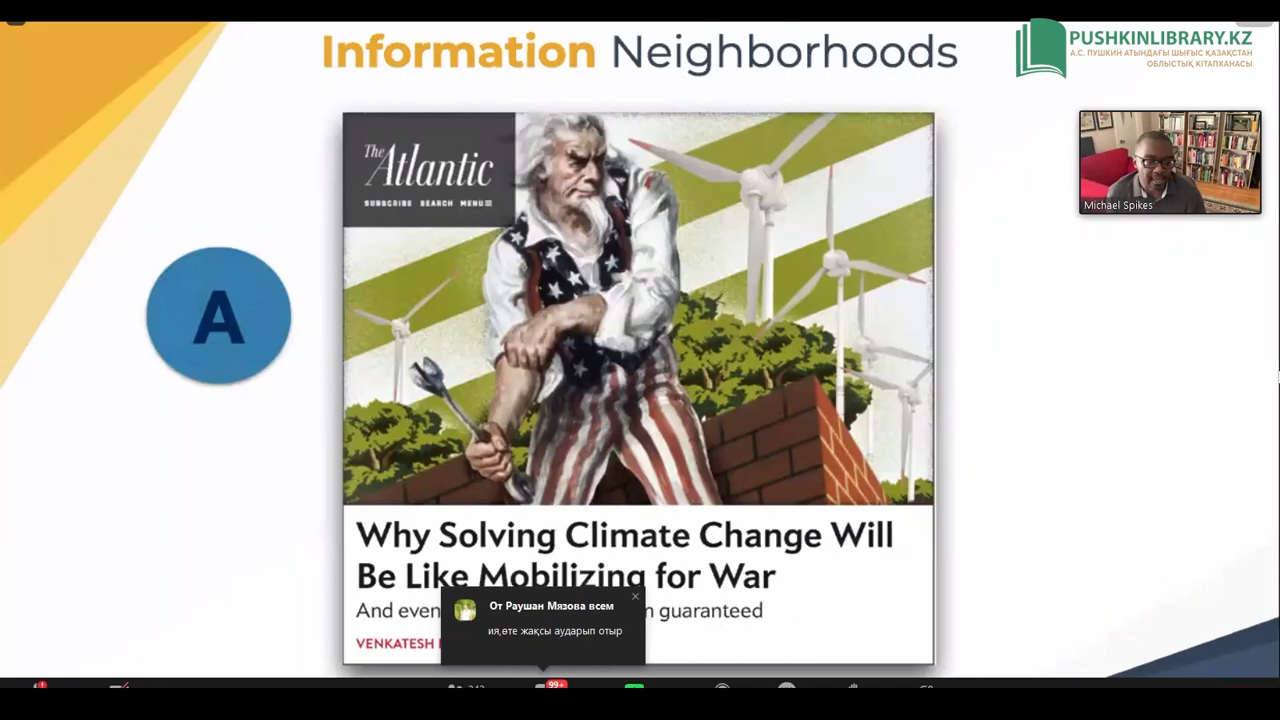 Information Neighborhoods
PUSHKINLIBRARY.KZ
А.С. ПУШКИН АТЫНДАҒЫ ШЫҒЫС ҚАЗАҚСТАН
ОБЛЫСТЫҚ КІТАПХАНАСЫ
The Atlantic
SUBSCRIBE SEARCH MENU
Michael Spikes
A
Why Solving Climate Change Will
Be Like Mobilizing for War
And even guaranteed
VENKATESH
От Раушан Мязова всем
ия,өте жақсы аударып отыр
99+